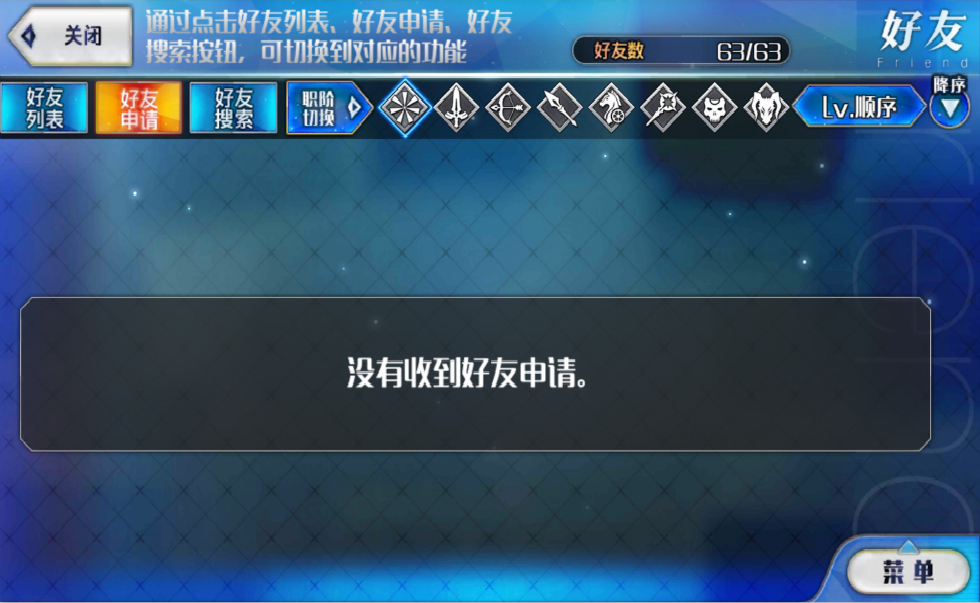 关闭
通过点击好友列表、好友申请、好友
搜索按钮，可切换到对应的功能
好友数 63/63
好友
Friend
好友
列表
好友
申请
好友
搜索
职阶
切换
Lv.顺序
降序
没有收到好友申请。
菜单